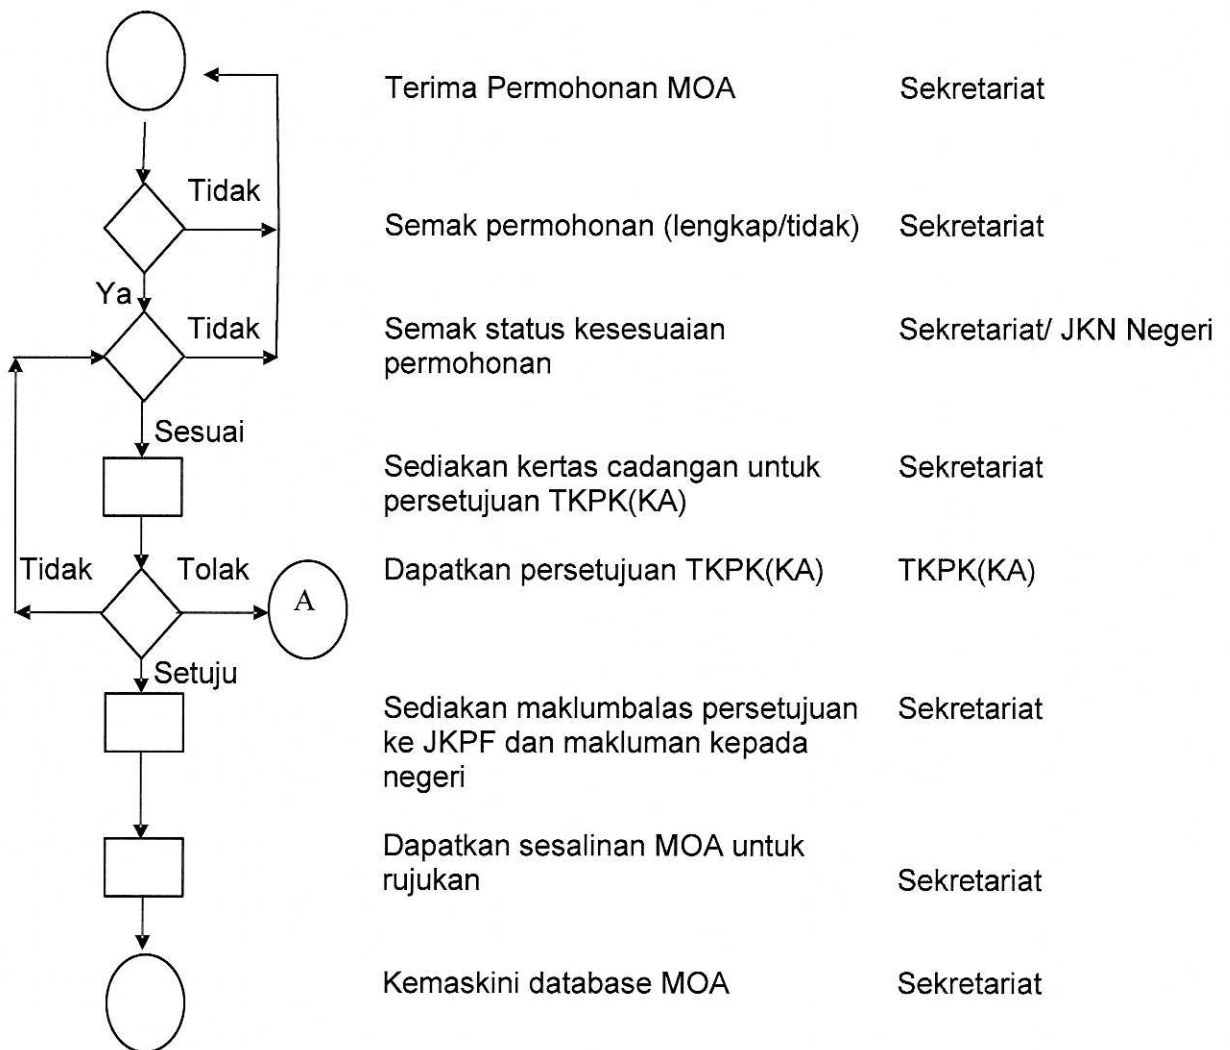 Terima Permohonan MOA
Sekretariat
Tidak
Semak permohonan (lengkap/tidak)
Sekretariat
Ya
Tidak
Semak status kesesuaian
permohonan
Sekretariat/ JKN Negeri
Sesuai
Sediakan kertas cadangan untuk
persetujuan TKPK(KA)
Sekretariat
Tidak
Tolak
A
Dapatkan persetujuan TKPK(KA)
TKPK(KA)
Setuju
Sediakan maklumbalas persetujuan
ke JKPF dan makluman kepada
negeri
Sekretariat
Dapatkan sesalinan MOA untuk
rujukan
Sekretariat
Kemaskini database MOA
Sekretariat